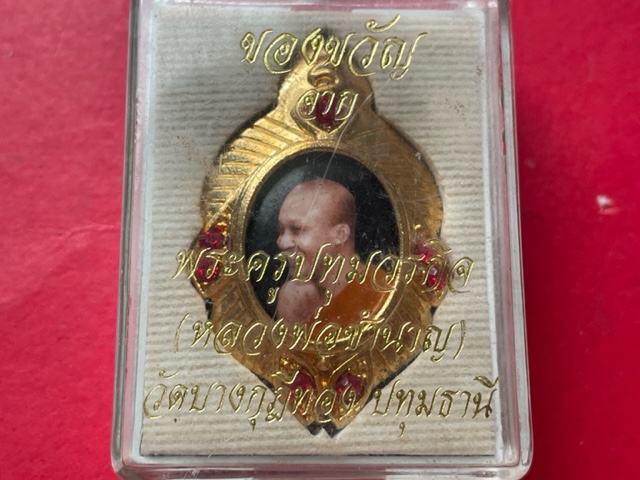 ของขวัญ
จาก
พระครูปทุมวรกิจ
(หลวงพ่อชำนาญ)
วัดบางกุฎีทอง ปทุมธานี